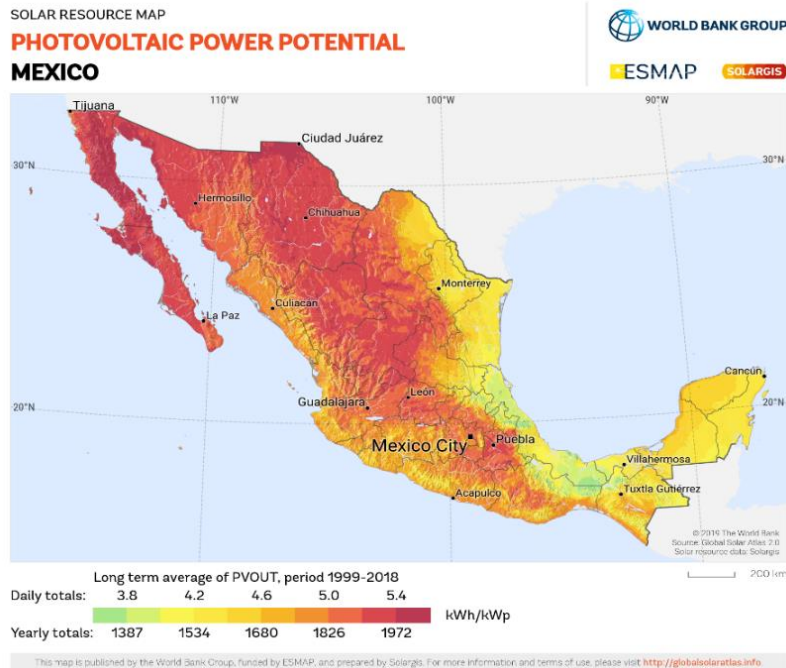 SOLAR RESOURCE MAP
PHOTOVOLTAIC POWER POTENTIAL
MEXICO
WORLD BANK GROUP
ESMAP
SOLARGIS
110°W
100°W
90°W
Tijuana
Ciudad Juárez
30°N
30°N
Hermosillo
Chihuahua
Monterrey
Culiacán
La Paz
Cancún
León
20°N
Guadalajara
20°N
Mexico City
Puebla
Villahermosa
Acapulco
Tuxtla Gutiérrez
© 2019 The World Bank
Source: Global Solar Atlas 2.0
Solar resource data: Solargis
200 km
Long term average of PVOUT, period 1999-2018
Daily totals: 3.8 4.2 4.6 5.0 5.4
kWh/kWp
Yearly totals: 1387 1534 1680 1826 1972
This map is published by the World Bank Group, funded by ESMAP, and prepared by Solargis. For more information and terms of use, please visit http://globalsolaratlas.info.